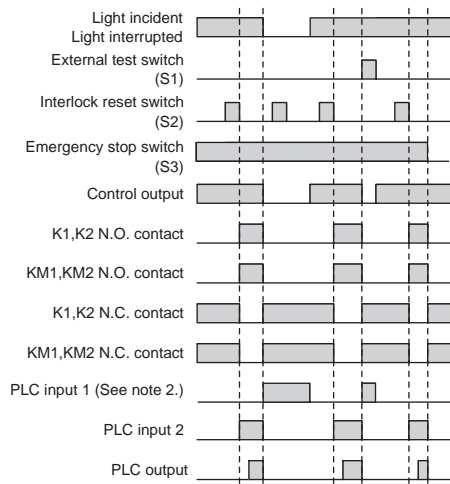 Light incident
Light interrupted
External test switch
(S1)
Interlock reset switch
(S2)
Emergency stop switch
(S3)
Control output
K1,K2 N.O. contact
KM1,KM2 N.O. contact
K1,K2 N.C. contact
KM1,KM2 N.C. contact
PLC input 1 (See note 2.)
PLC input 2
PLC output